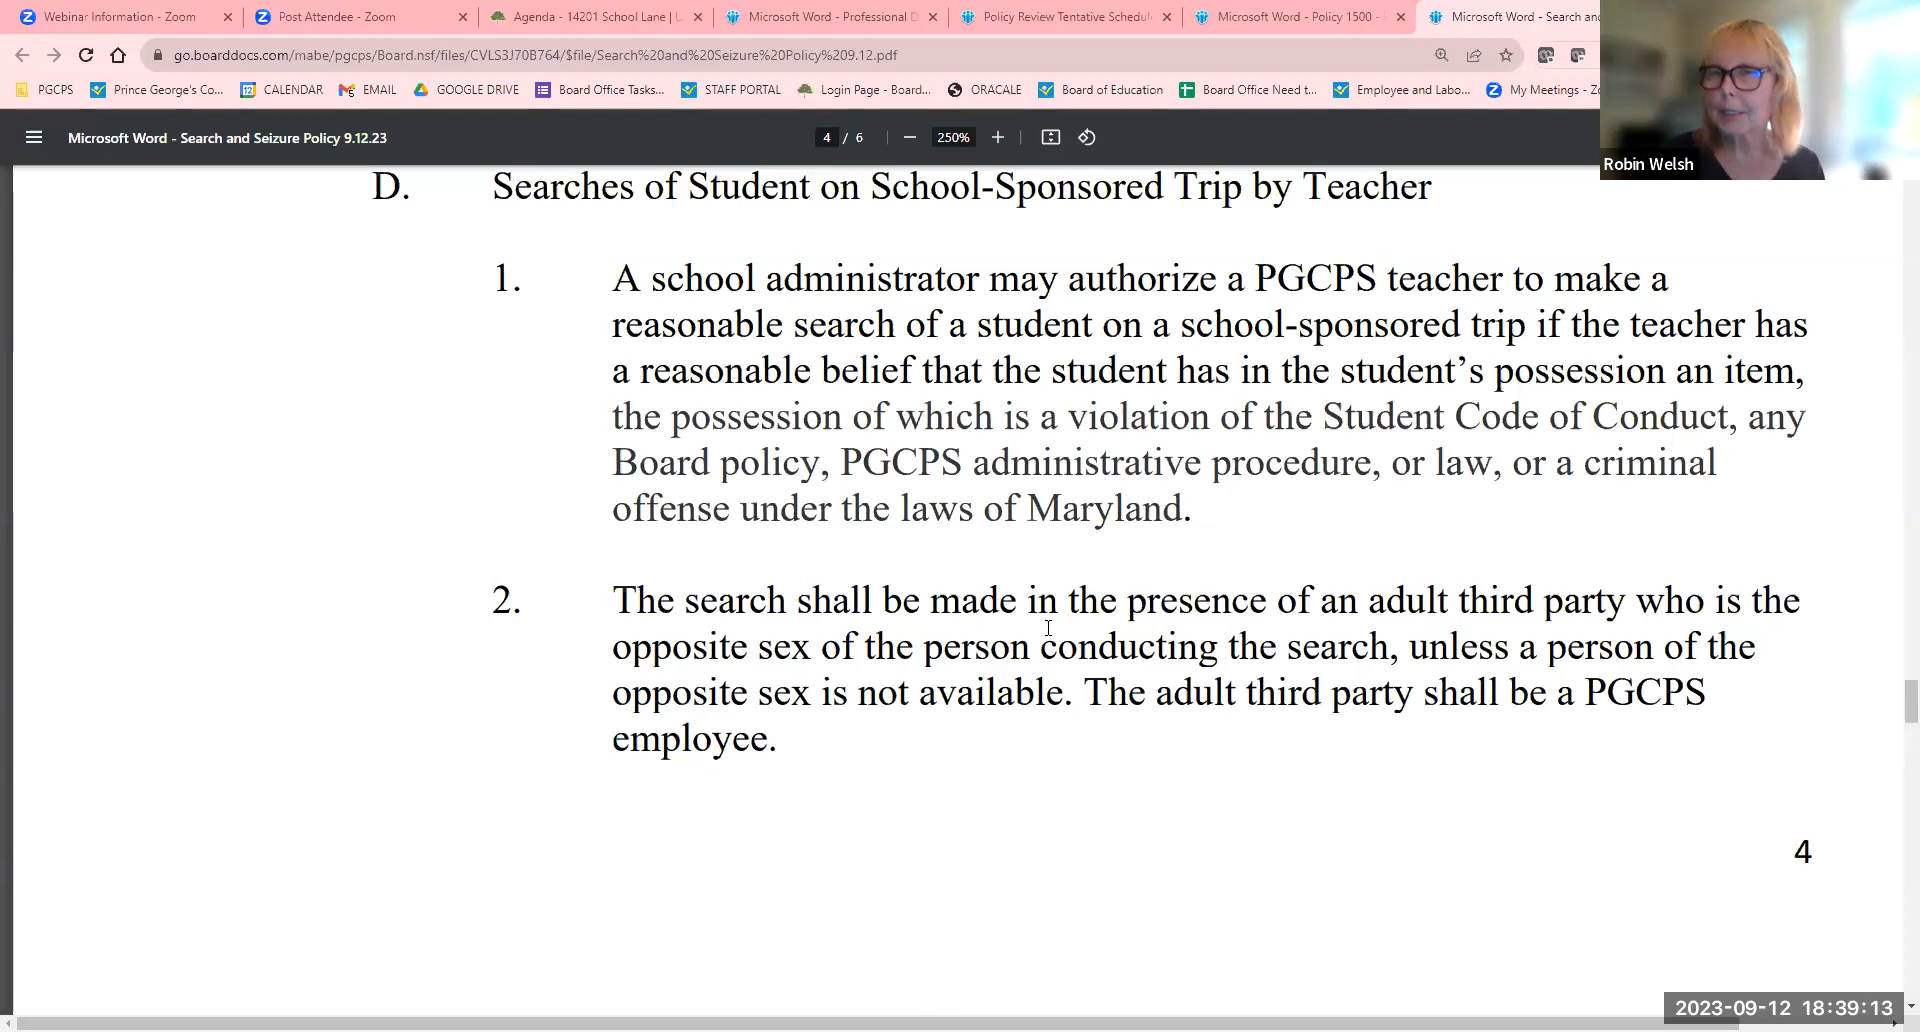 Webinar Information - Zoom
Post Attendee - Zoom
Agenda - 14201 School Lane |
Microsoft Word - Professional D
Policy Review Tentative Schedul
Microsoft Word - Policy 1500 -
Microsoft Word - Search and
go.boarddocs.com/mabe/pgcps/Board.nsf/files/CVLS3J70B764/$file/Search%20and%20Seizure%20Policy%209.12.pdf
PGCPS
Prince George's Co...
CALENDAR
EMAIL
GOOGLE DRIVE
Board Office Tasks...
STAFF PORTAL
Login Page - Board...
ORACALE
Board of Education
Board Office Need t...
Employee and Labo...
My Meetings - Zo
Robin Welsh
Microsoft Word - Search and Seizure Policy 9.12.23
4 / 6
250%
D. Searches of Student on School-Sponsored Trip by Teacher
1. A school administrator may authorize a PGCPS teacher to make a
reasonable search of a student on a school-sponsored trip if the teacher has
a reasonable belief that the student has in the student’s possession an item,
the possession of which is a violation of the Student Code of Conduct, any
Board policy, PGCPS administrative procedure, or law, or a criminal
offense under the laws of Maryland.
2. The search shall be made in the presence of an adult third party who is the
opposite sex of the person conducting the search, unless a person of the
opposite sex is not available. The adult third party shall be a PGCPS
employee.
4
2023-09-12 18:39:13